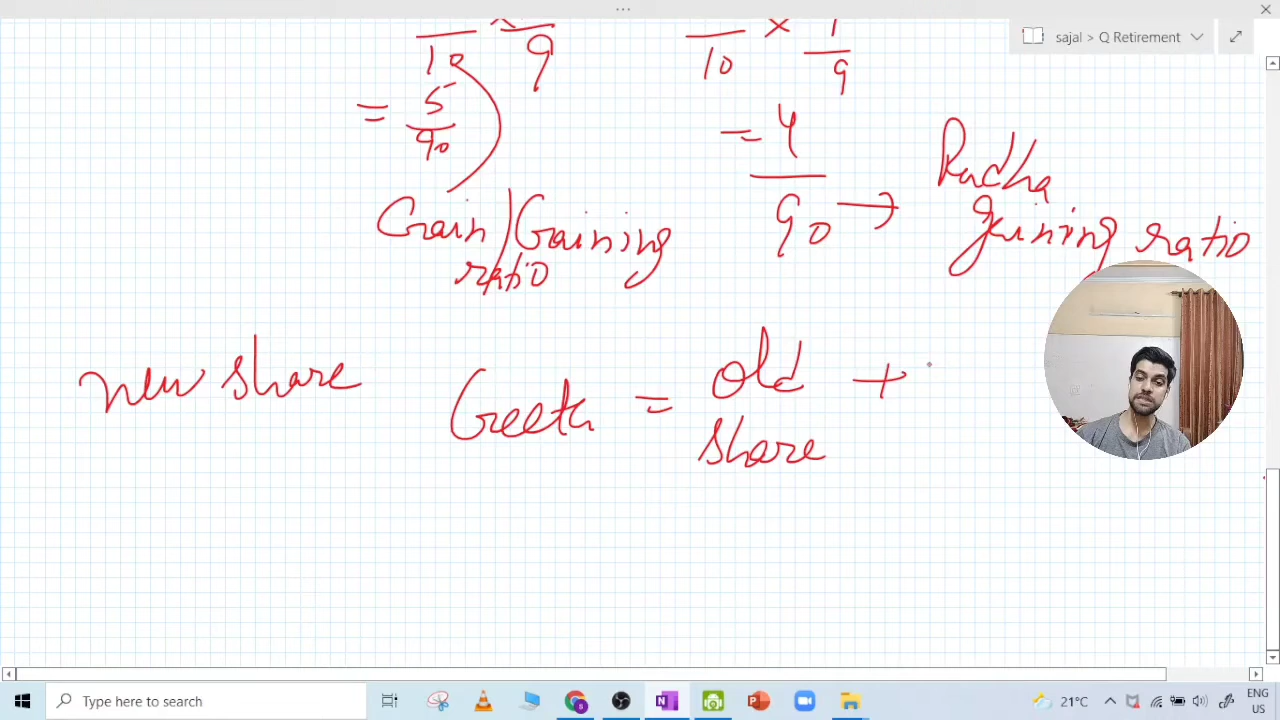 sajal > Q Retirement
1
10 × 9
10 × 9
= 5/90
= 4/90 → Radha
Gaining ratio
Gain/Gaining
ratio
new share Geeta = old +
share
Type here to search
21°C
ENG
US